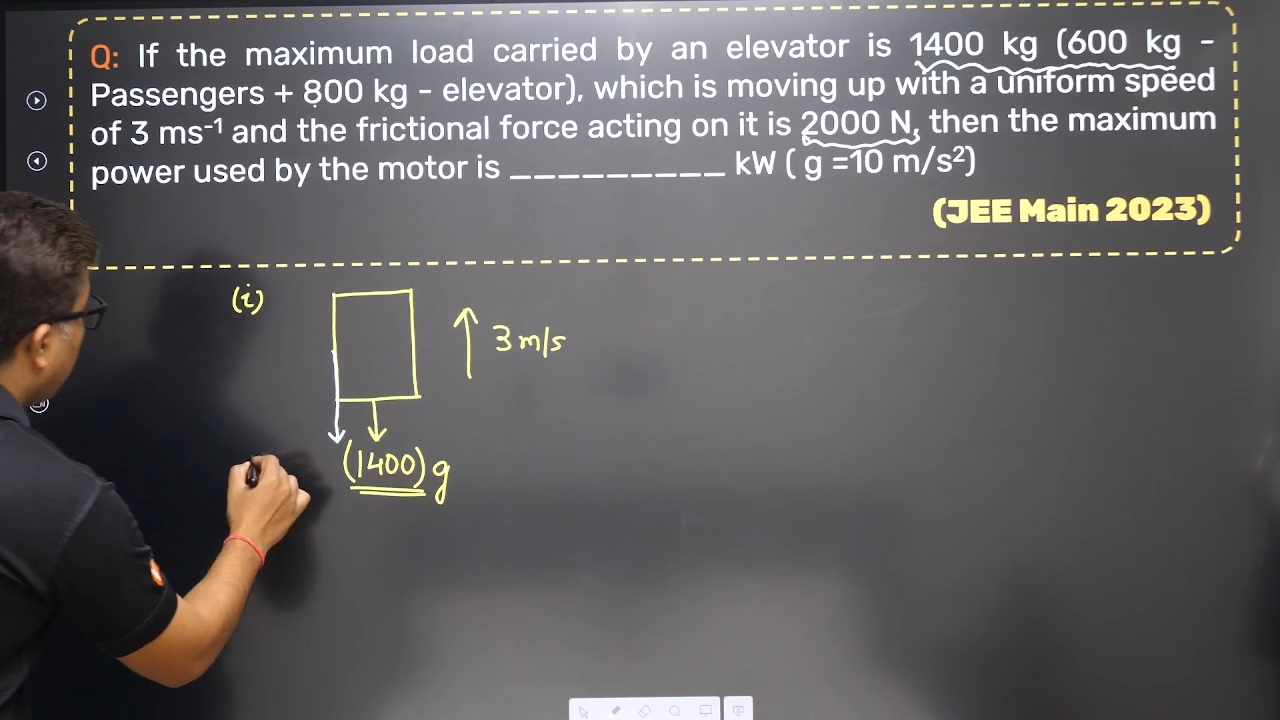 Q: If the maximum load carried by an elevator is 1400 kg (600 kg -
Passengers + 800 kg - elevator), which is moving up with a uniform speed
of 3 ms⁻¹ and the frictional force acting on it is 2000 N, then the maximum
power used by the motor is _________ kW ( g =10 m/s²)
(JEE Main 2023)
(i)
3 m/s
(1400) g